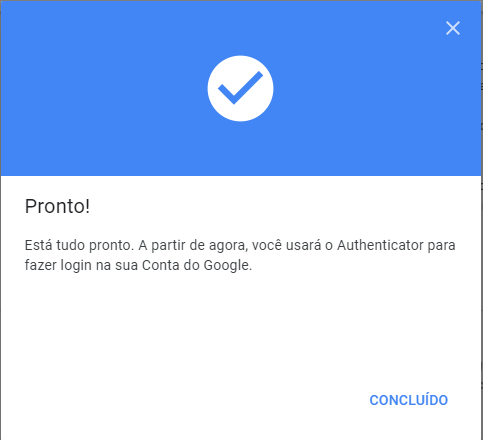 Pronto!
Está tudo pronto. A partir de agora, você usará o Authenticator para
fazer login na sua Conta do Google.
CONCLUÍDO